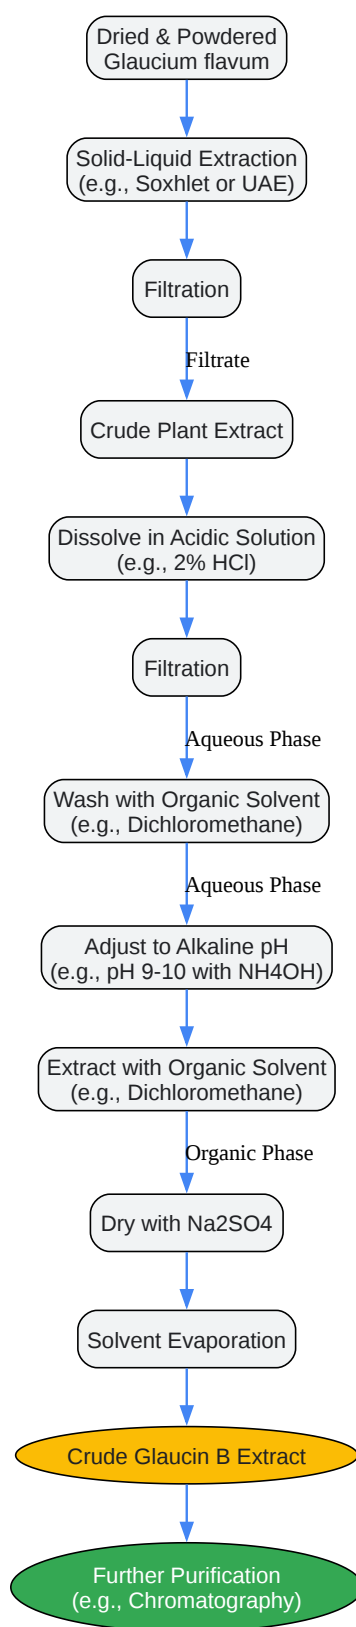 Dried & Powdered
Glaucium flavum
Solid-Liquid Extraction
(e.g., Soxhlet or UAE)
Filtration
Filtrate
Crude Plant Extract
Dissolve in Acidic Solution
(e.g., 2% HCl)
Filtration
Aqueous Phase
Wash with Organic Solvent
(e.g., Dichloromethane)
Aqueous Phase
Adjust to Alkaline pH
(e.g., pH 9-10 with NH4OH)
Extract with Organic Solvent
(e.g., Dichloromethane)
Organic Phase
Dry with Na2SO4
Solvent Evaporation
Crude Glaucin B Extract
Further Purification
(e.g., Chromatography)